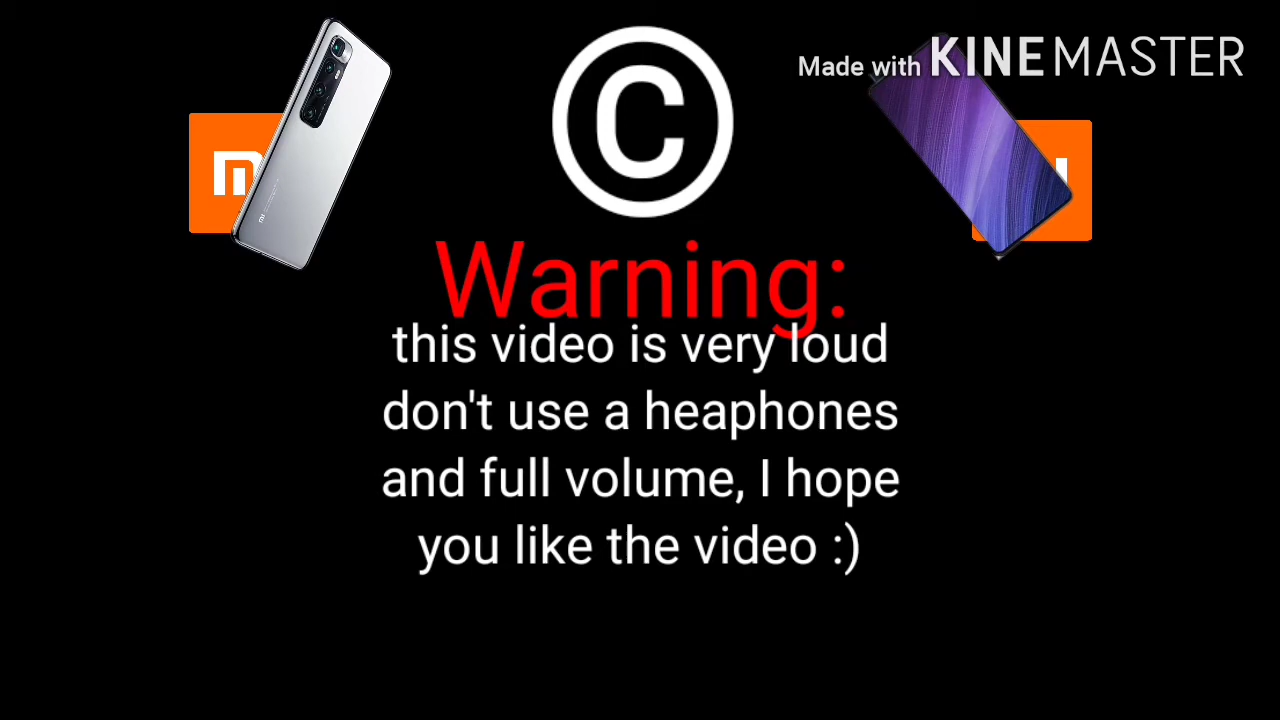 ©
Made with KINEMASTER
Warning:
this video is very loud
don't use a heaphones
and full volume, I hope
you like the video :)